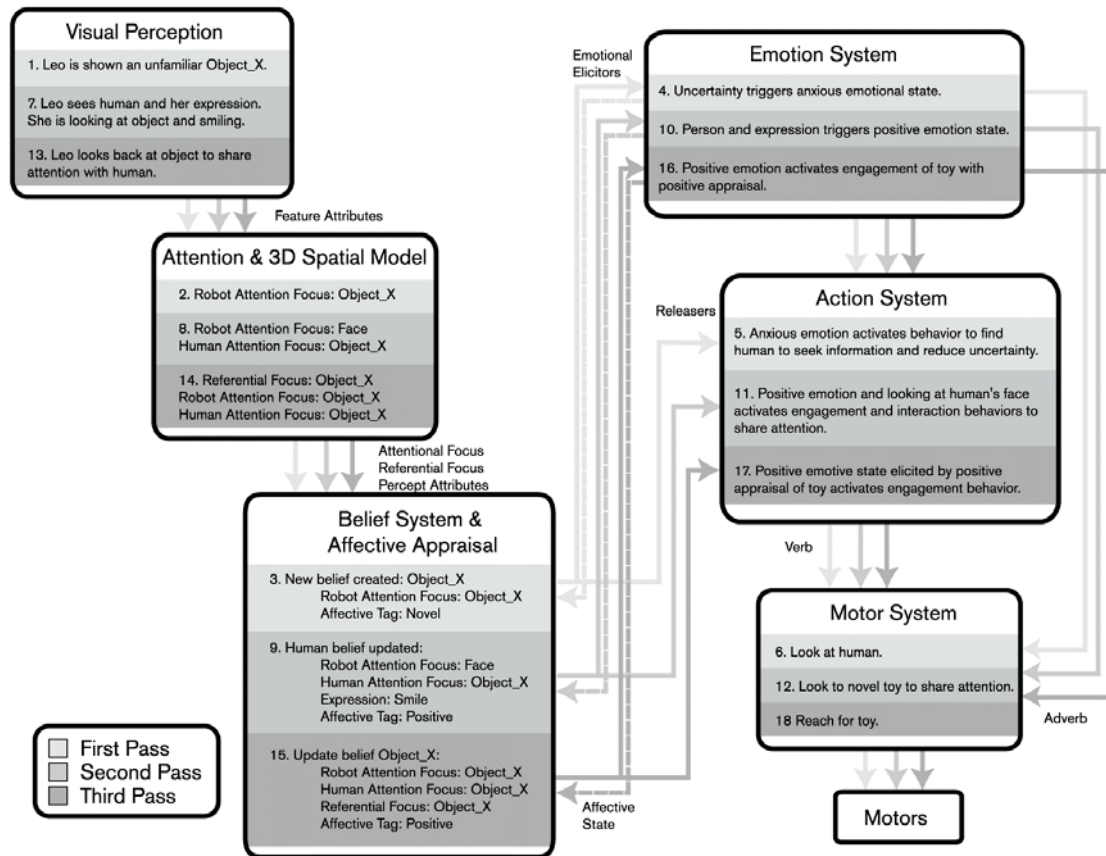 Visual Perception
1. Leo is shown an unfamiliar Object_X.
7. Leo sees human and her expression.
She is looking at object and smiling.
13. Leo looks back at object to share
attention with human.
Feature Attributes
Attention & 3D Spatial Model
2. Robot Attention Focus: Object_X
8. Robot Attention Focus: Face
Human Attention Focus: Object_X
14. Referential Focus: Object_X
Robot Attention Focus: Object_X
Human Attention Focus: Object_X
Attentional Focus
Referential Focus
Percept Attributes
Belief System &
Affective Appraisal
3. New belief created: Object_X
Robot Attention Focus: Object_X
Affective Tag: Novel
9. Human belief updated:
Robot Attention Focus: Face
Human Attention Focus: Object_X
Expression: Smile
Affective Tag: Positive
15. Update belief Object_X:
Robot Attention Focus: Object_X
Human Attention Focus: Object_X
Referential Focus: Object_X
Affective Tag: Positive
First Pass
Second Pass
Third Pass
Emotional
Elicitors
Emotion System
4. Uncertainty triggers anxious emotional state.
10. Person and expression triggers positive emotion state.
16. Positive emotion activates engagement of toy with
positive appraisal.
Releasers
Action System
5. Anxious emotion activates behavior to find
human to seek information and reduce uncertainty.
11. Positive emotion and looking at human's face
activates engagement and interaction behaviors to
share attention.
17. Positive emotive state elicited by positive
appraisal of toy activates engagement behavior.
Verb
Motor System
6. Look at human.
12. Look to novel toy to share attention.
18 Reach for toy.
Adverb
Affective
State
Motors